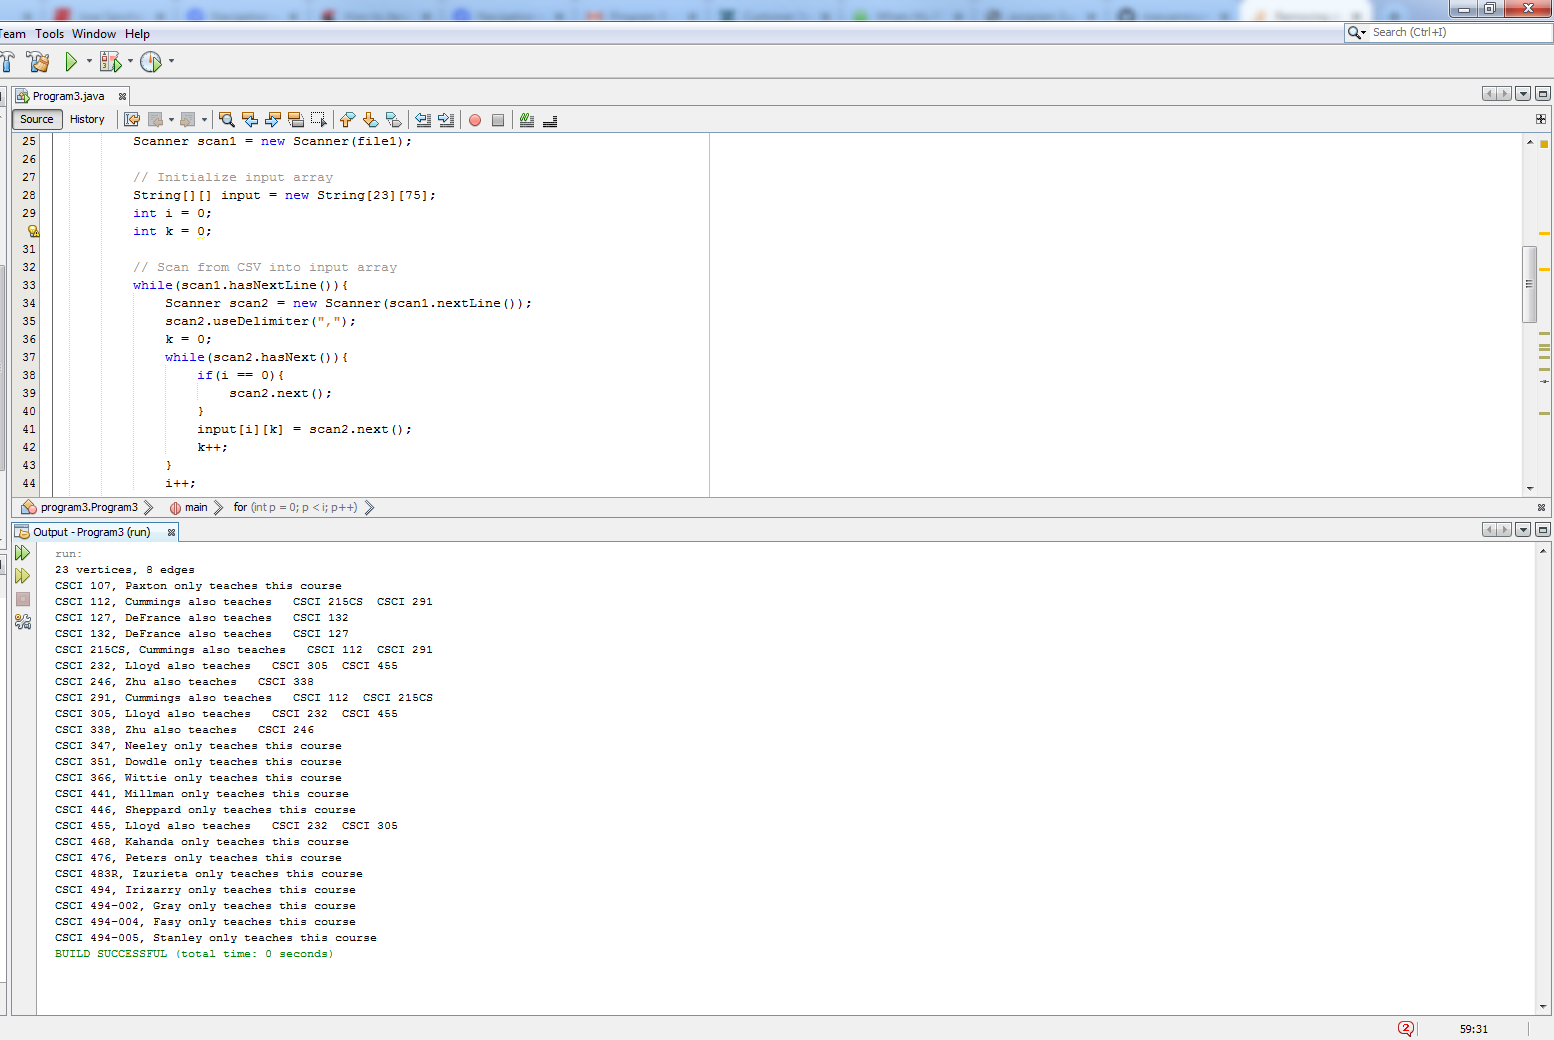 Team Tools Window Help
Search (Ctrl+I)
Program3.java
Source History
25 Scanner scan1 = new Scanner(file1);
26
27 // Initialize input array
28 String[][] input = new String[23][75];
29 int i = 0;
int k = 0;
31
32 // Scan from CSV into input array
33 while(scan1.hasNextLine()){
34 Scanner scan2 = new Scanner(scan1.nextLine());
35 scan2.useDelimiter(",");
36 k = 0;
37 while(scan2.hasNext()){
38 if(i == 0){
39 scan2.next();
40 }
41 input[i][k] = scan2.next();
42 k++;
43 }
44 i++;
program3.Program3 main for (int p = 0; p < i; p++)
Output - Program3 (run)
run:
23 vertices, 8 edges
CSCI 107, Paxton only teaches this course
CSCI 112, Cummings also teaches   CSCI 215CS  CSCI 291
CSCI 127, DeFrance also teaches   CSCI 132
CSCI 132, DeFrance also teaches   CSCI 127
CSCI 215CS, Cummings also teaches   CSCI 112  CSCI 291
CSCI 232, Lloyd also teaches   CSCI 305  CSCI 455
CSCI 246, Zhu also teaches   CSCI 338
CSCI 291, Cummings also teaches   CSCI 112  CSCI 215CS
CSCI 305, Lloyd also teaches   CSCI 232  CSCI 455
CSCI 338, Zhu also teaches   CSCI 246
CSCI 347, Neeley only teaches this course
CSCI 351, Dowdle only teaches this course
CSCI 366, Wittie only teaches this course
CSCI 441, Millman only teaches this course
CSCI 446, Sheppard only teaches this course
CSCI 455, Lloyd also teaches   CSCI 232  CSCI 305
CSCI 468, Kahanda only teaches this course
CSCI 476, Peters only teaches this course
CSCI 483R, Izurieta only teaches this course
CSCI 494, Irizarry only teaches this course
CSCI 494-002, Gray only teaches this course
CSCI 494-004, Fasy only teaches this course
CSCI 494-005, Stanley only teaches this course
BUILD SUCCESSFUL (total time: 0 seconds)
2 59:31